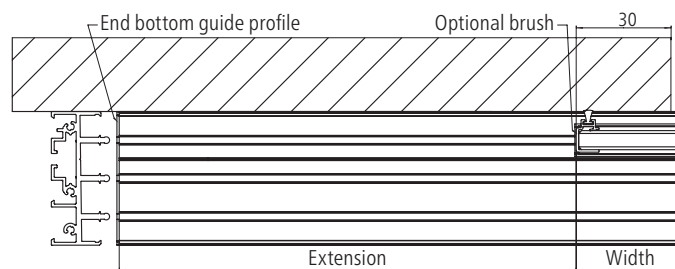 End bottom guide profile
Optional brush
30
Extension
Width